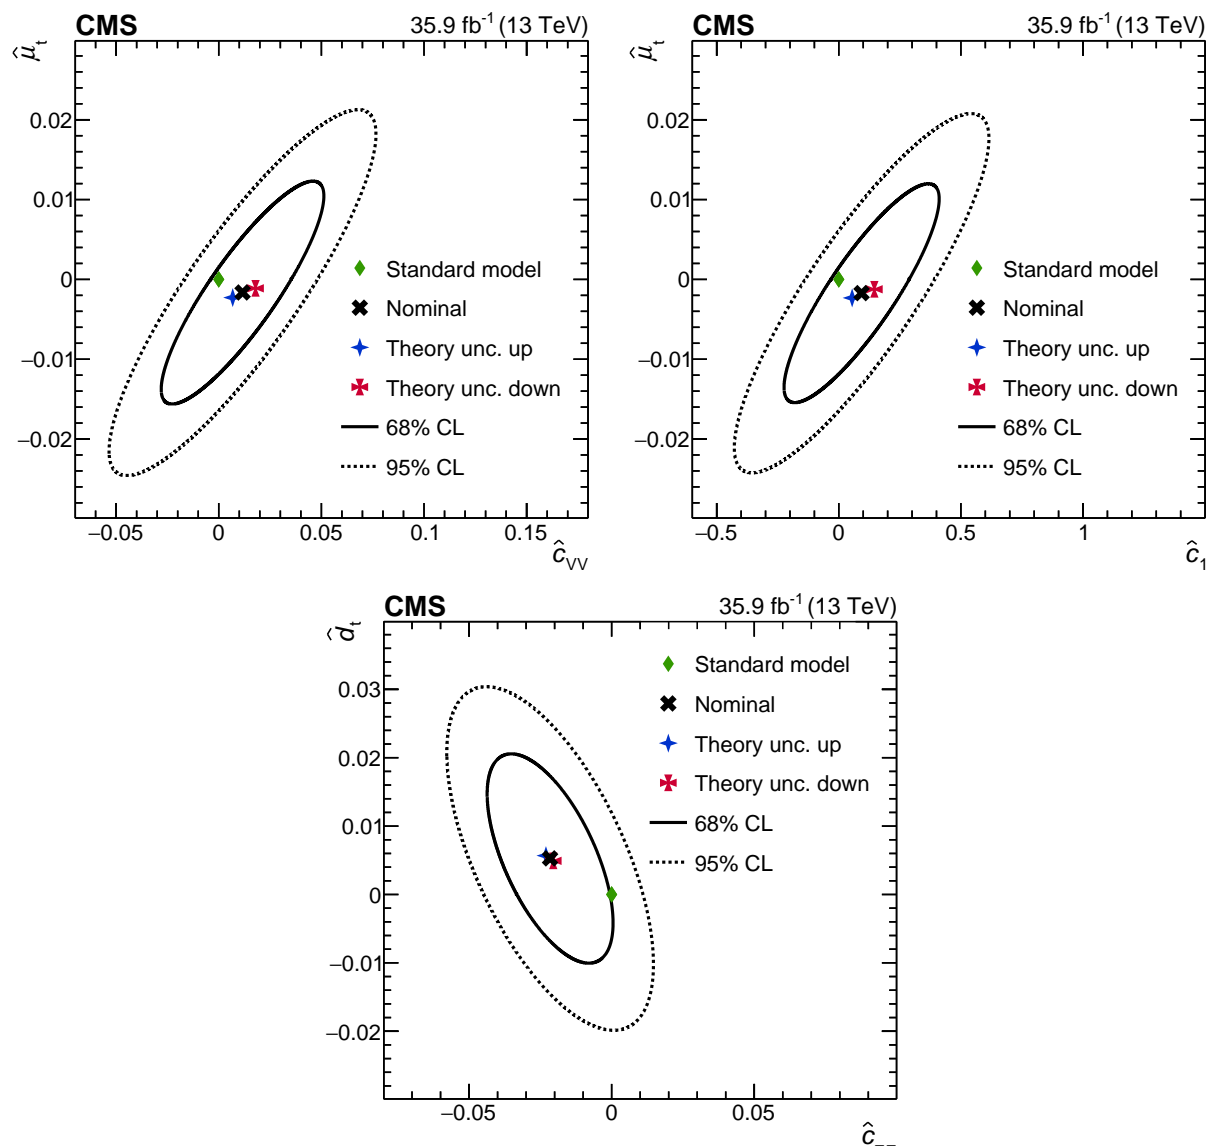 CMS 35.9 fb⁻¹ (13 TeV)
μ̂ₜ
0.02
0.01
0
−0.01
−0.02
Standard model
Nominal
Theory unc. up
Theory unc. down
68% CL
95% CL
−0.05 0 0.05 0.1 0.15
ĉ_VV
CMS 35.9 fb⁻¹ (13 TeV)
μ̂ₜ
0.02
0.01
0
−0.01
−0.02
Standard model
Nominal
Theory unc. up
Theory unc. down
68% CL
95% CL
−0.5 0 0.5 1
ĉ₁
CMS 35.9 fb⁻¹ (13 TeV)
d̂ₜ
0.03
0.02
0.01
0
−0.01
−0.02
Standard model
Nominal
Theory unc. up
Theory unc. down
68% CL
95% CL
−0.05 0 0.05
ĉ